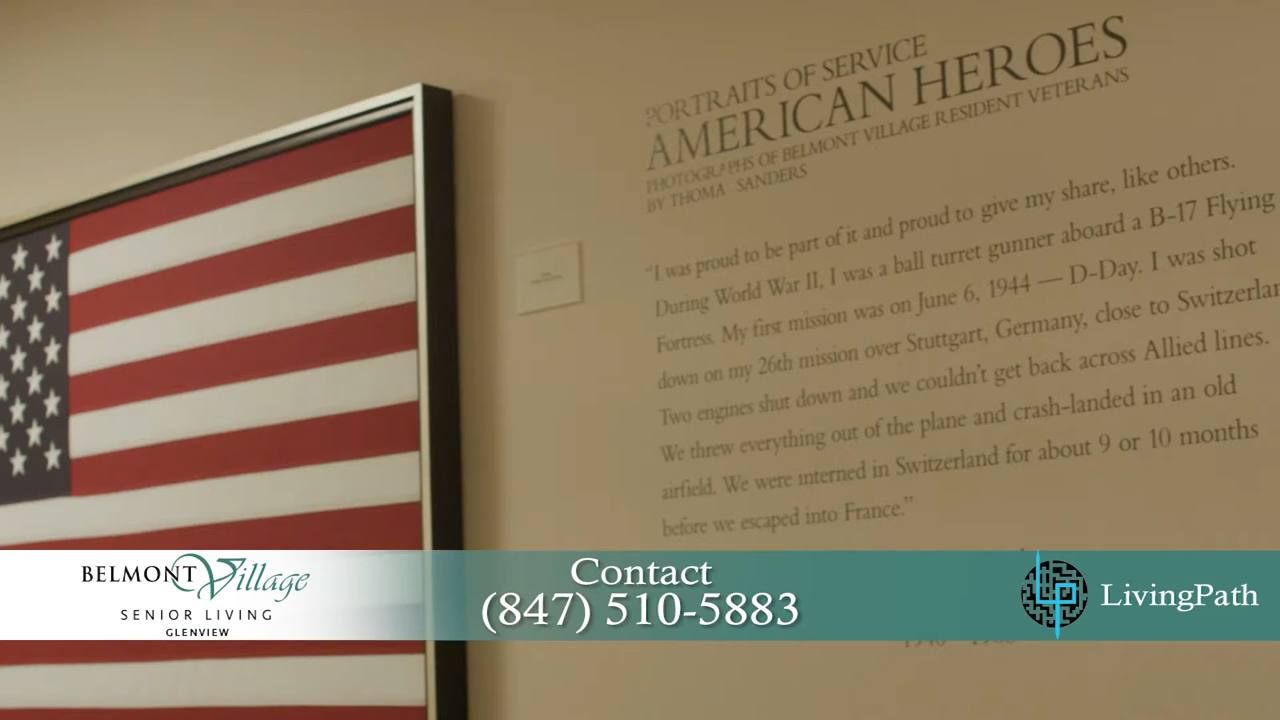 PORTRAITS OF SERVICE
AMERICAN HEROES
PHOTOGRAPHS OF BELMONT VILLAGE RESIDENT VETERANS
BY THOMA SANDERS
"I was proud to be part of it and proud to give my share, like others.
During World War II, I was a ball turret gunner aboard a B-17 Flying
Fortress. My first mission was on June 6, 1944 — D-Day. I was shot
down on my 26th mission over Stuttgart, Germany, close to Switzerlan
Two engines shut down and we couldn't get back across Allied lines.
We threw everything out of the plane and crash-landed in an old
airfield. We were interned in Switzerland for about 9 or 10 months
before we escaped into France."
BELMONT Village
SENIOR LIVING
GLENVIEW
Contact
(847) 510-5883
LP
LivingPath